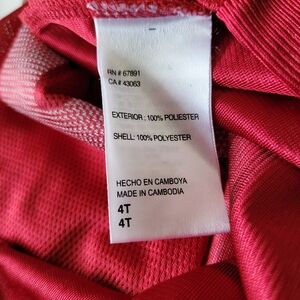 RN # 67891
CA # 43063
EXTERIOR : 100% POLIESTER
SHELL: 100% POLYESTER
HECHO EN CAMBOYA
MADE IN CAMBODIA
4T
4T